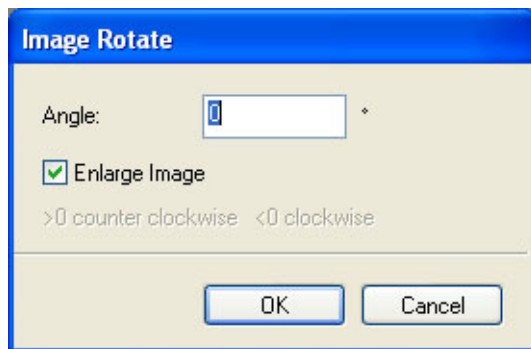 Image Rotate
Angle: 0 °
Enlarge Image
>0 counter clockwise <0 clockwise
OK Cancel